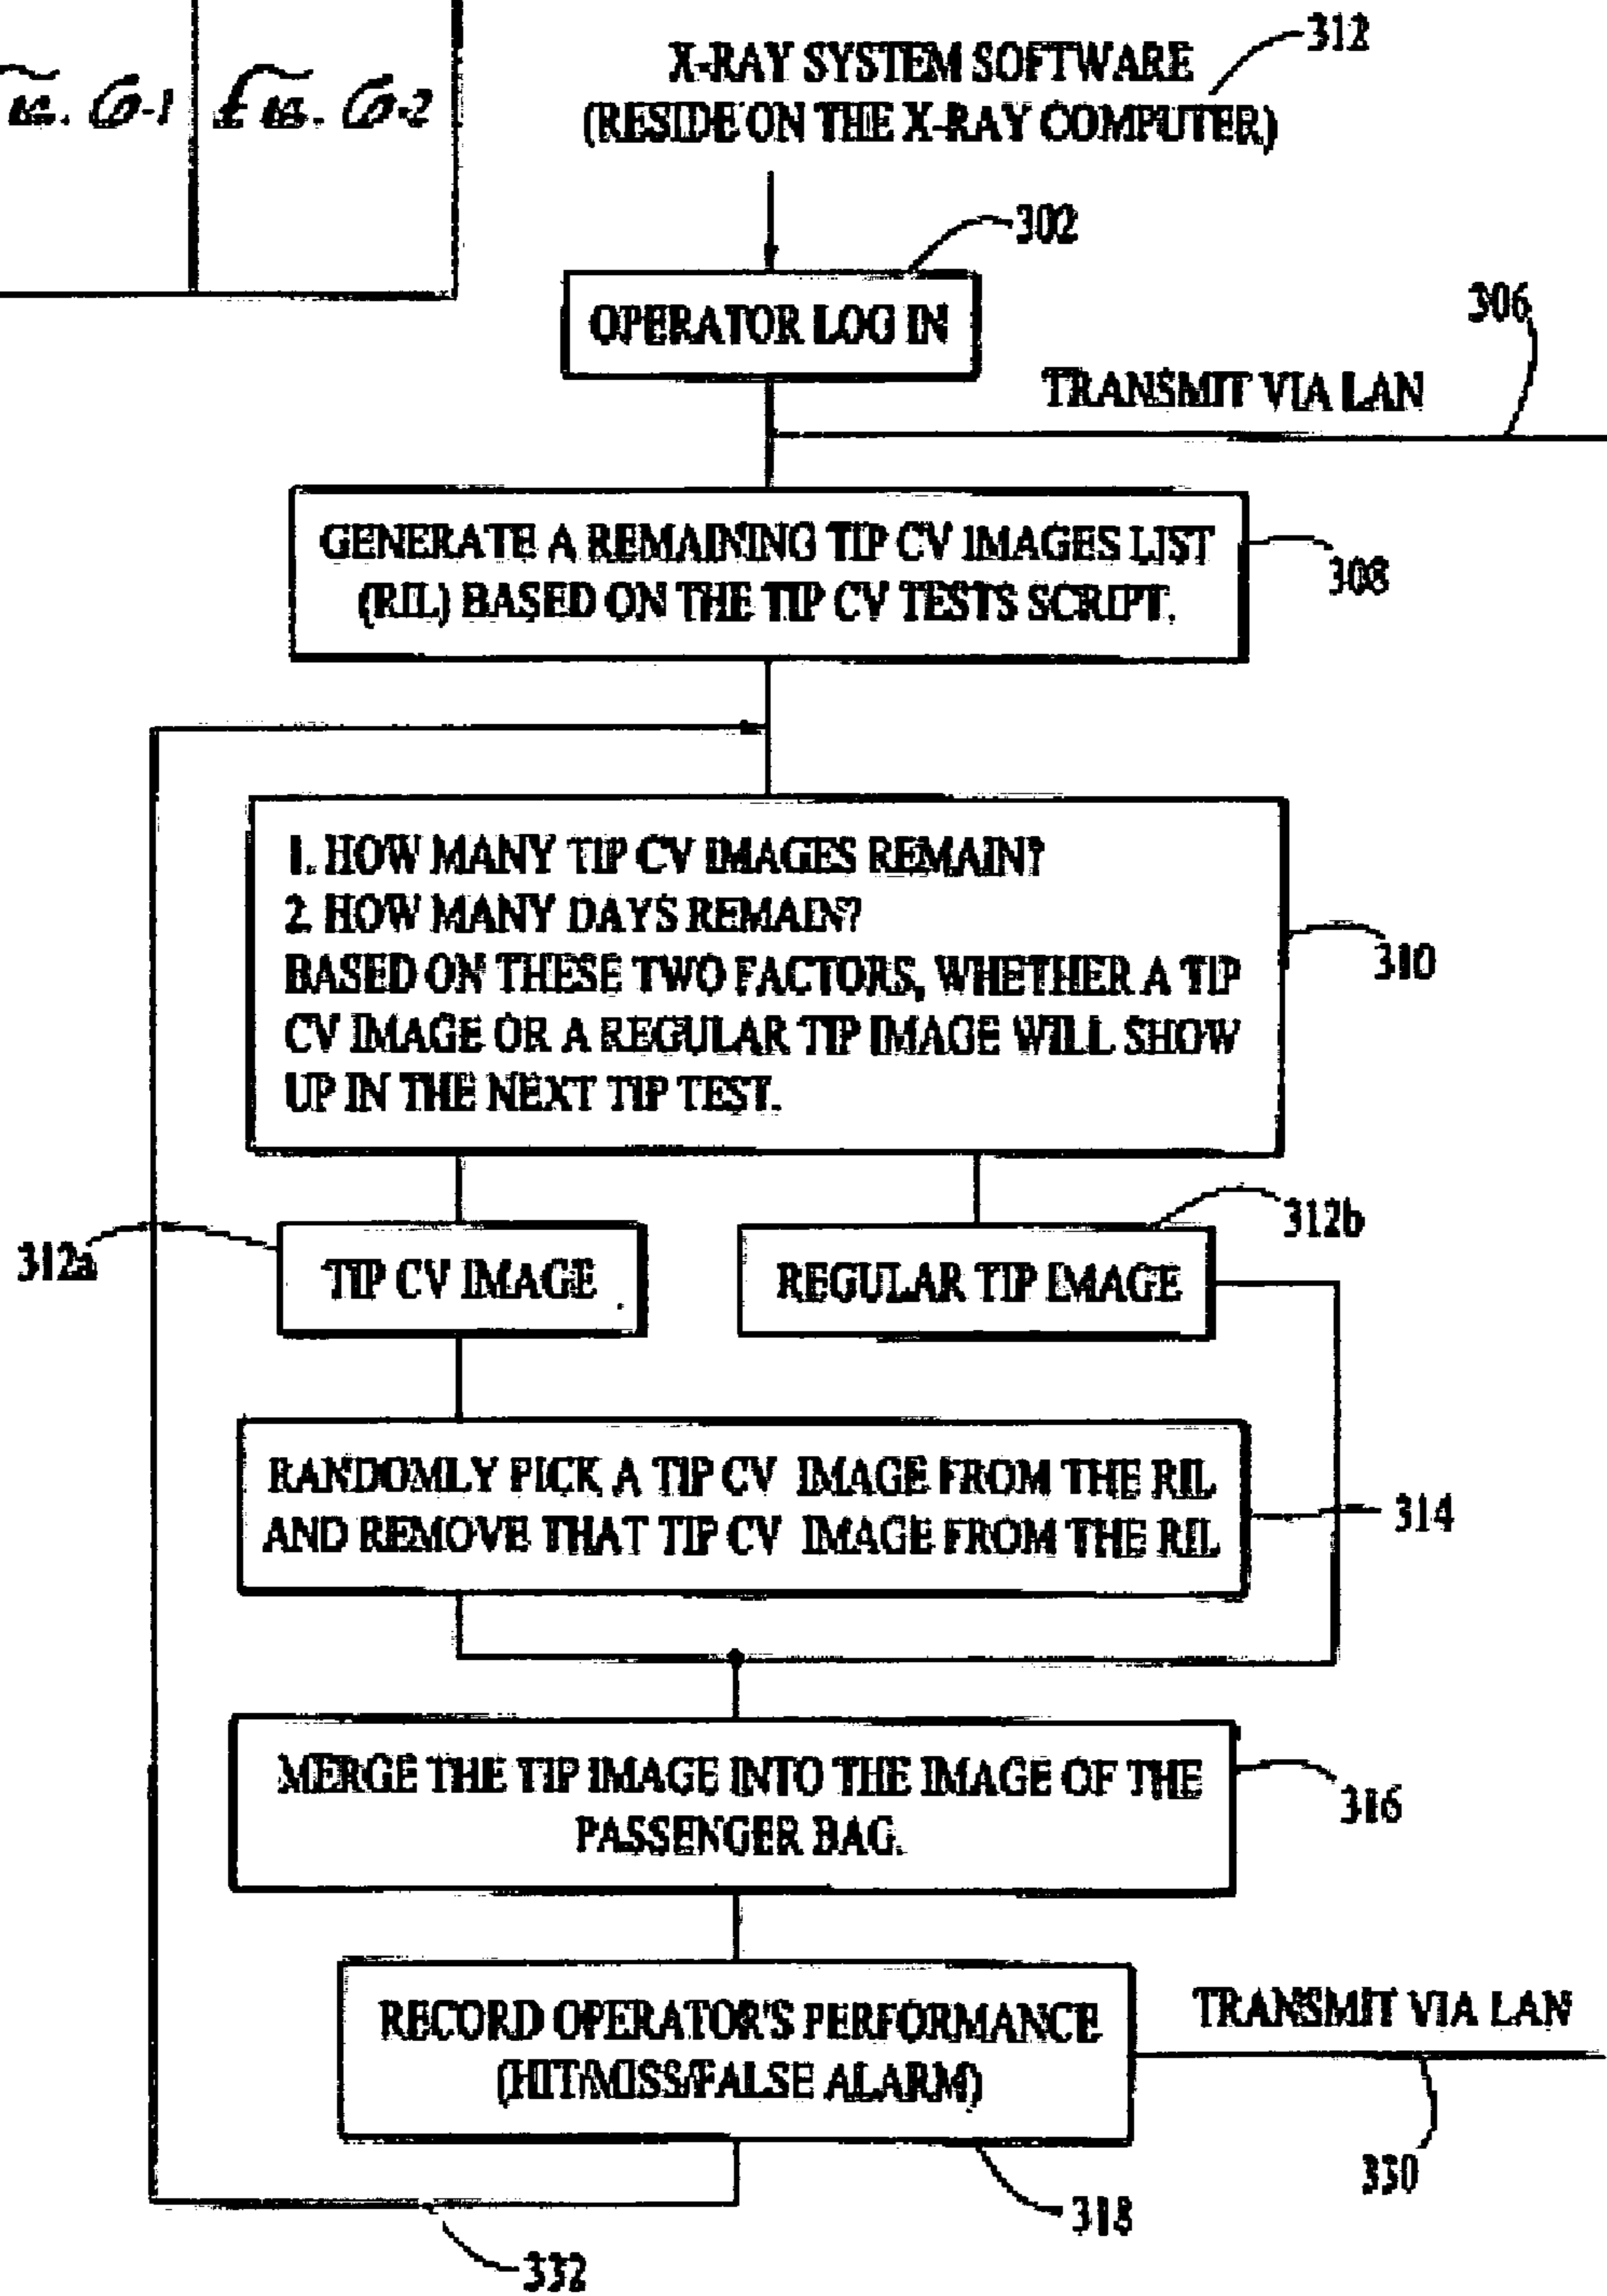 6-1
Fig. 6-2
X-RAY SYSTEM SOFTWARE
(RESIDE ON THE X-RAY COMPUTER)
312
302
OPERATOR LOG IN
306
TRANSMIT VIA LAN
GENERATE A REMAINING TIP CV IMAGES LIST
(RIL) BASED ON THE TIP CV TESTS SCRIPT.
308
1. HOW MANY TIP CV IMAGES REMAIN?
2. HOW MANY DAYS REMAIN?
BASED ON THESE TWO FACTORS, WHETHER A TIP
CV IMAGE OR A REGULAR TIP IMAGE WILL SHOW
UP IN THE NEXT TIP TEST.
310
312a
TIP CV IMAGE
312b
REGULAR TIP IMAGE
RANDOMLY PICK A TIP CV IMAGE FROM THE RIL
AND REMOVE THAT TIP CV IMAGE FROM THE RIL
314
MERGE THE TIP IMAGE INTO THE IMAGE OF THE
PASSENGER BAG.
316
RECORD OPERATOR'S PERFORMANCE
(HIT/MISS/FALSE ALARM)
TRANSMIT VIA LAN
330
318
332